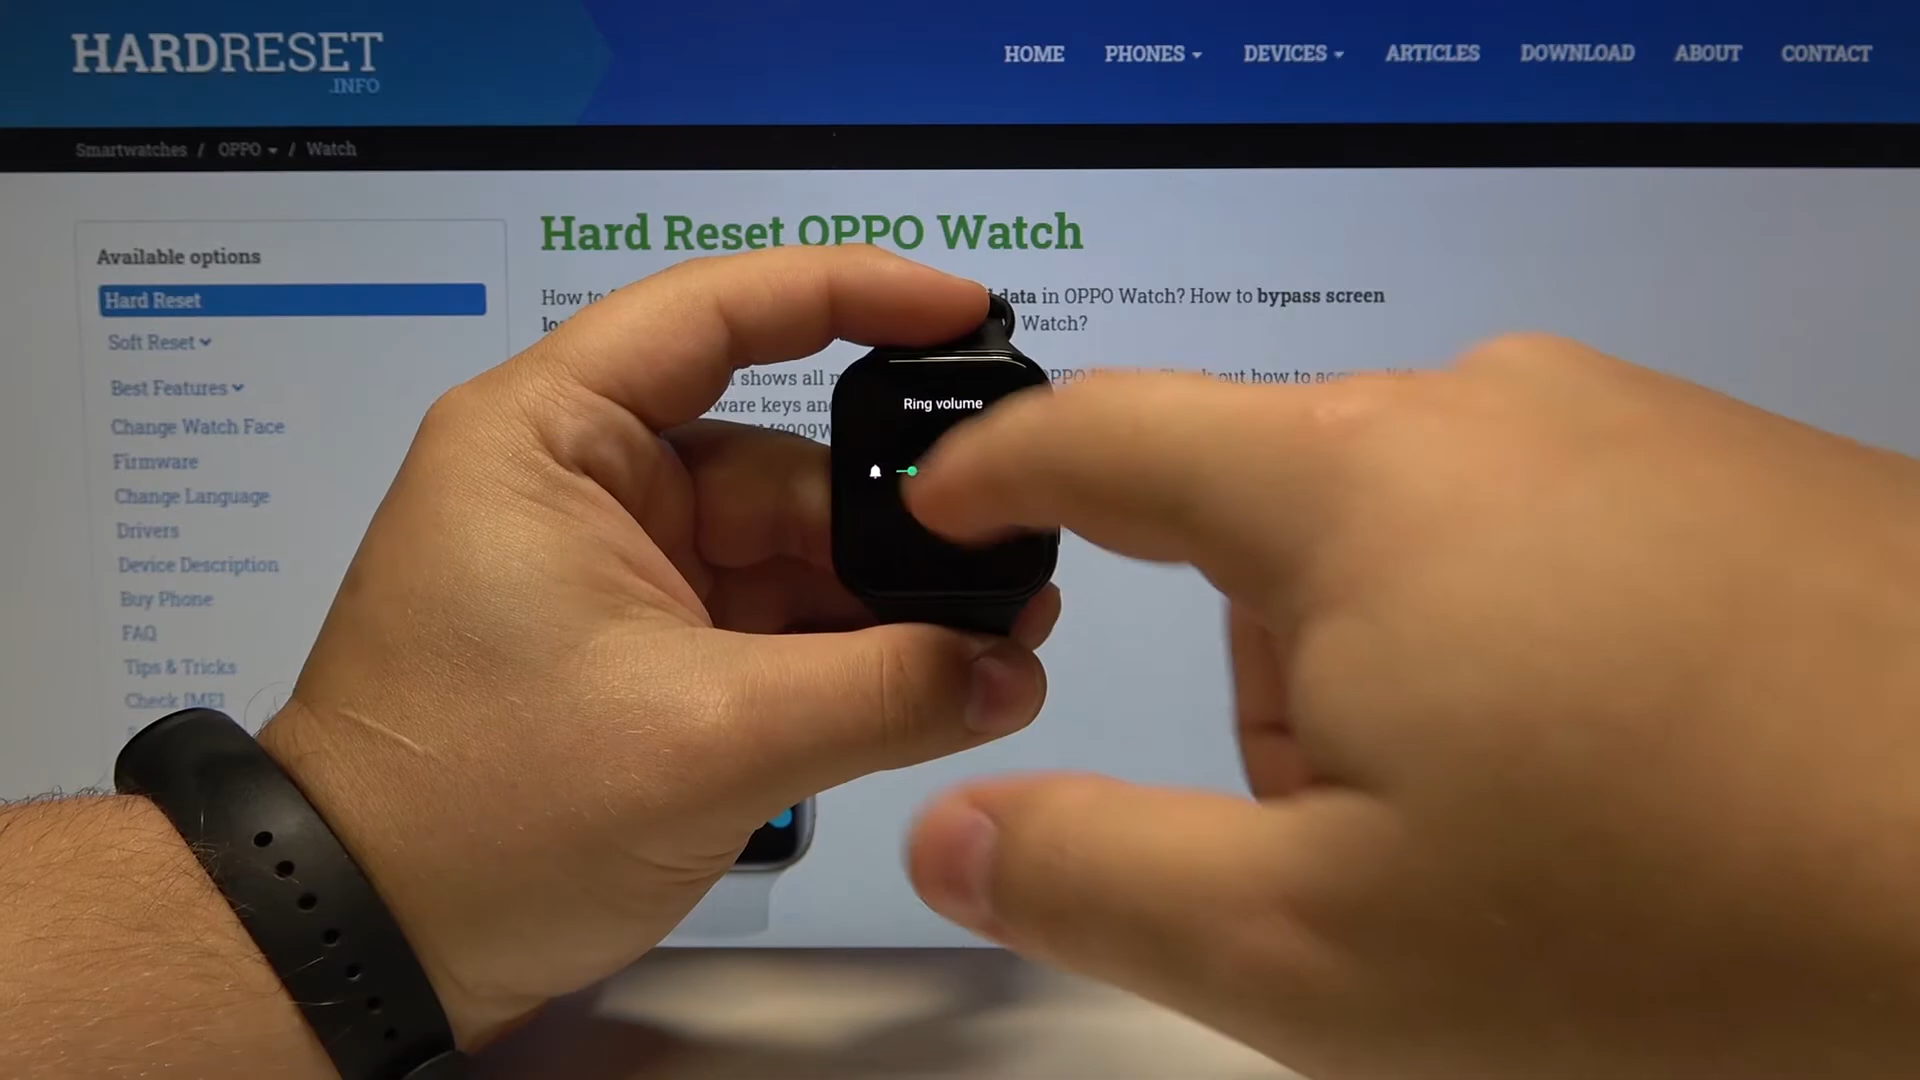 HARDRESET
.INFO
HOME PHONES DEVICES ARTICLES DOWNLOAD ABOUT CONTACT
Smartwatches / OPPO / Watch
Hard Reset OPPO Watch
Available options
Hard Reset
Soft Reset
Best Features
Change Watch Face
Firmware
Change Language
Drivers
Device Description
Buy Phone
FAQ
Tips & Tricks
Check IMEI
How to data in OPPO Watch? How to bypass screen
Watch?
shows all out how to
ware keys and
Ring volume